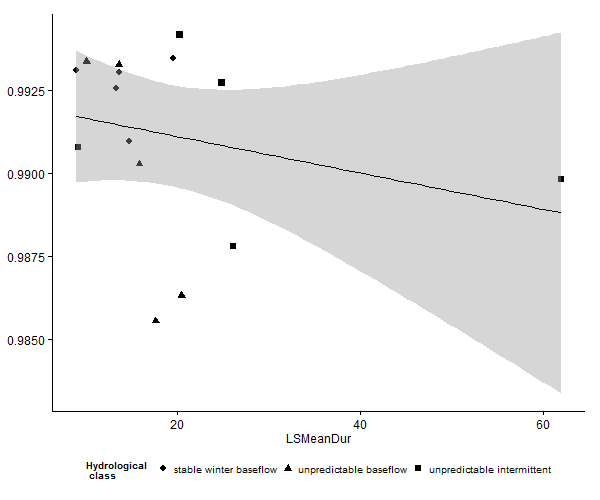 0.9925
0.9900
0.9875
0.9850
20 40 60
LSMeanDur
Hydrological
class
stable winter baseflow unpredictable baseflow unpredictable intermittent